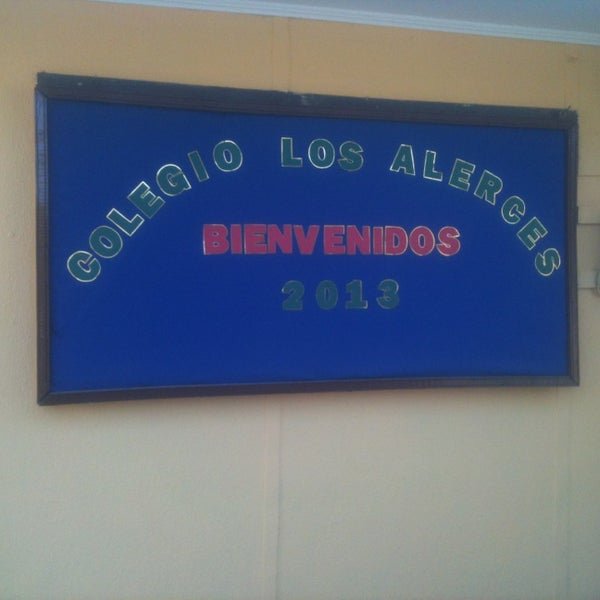 COLEGIO LOS ALERCES
BIENVENIDOS
2013